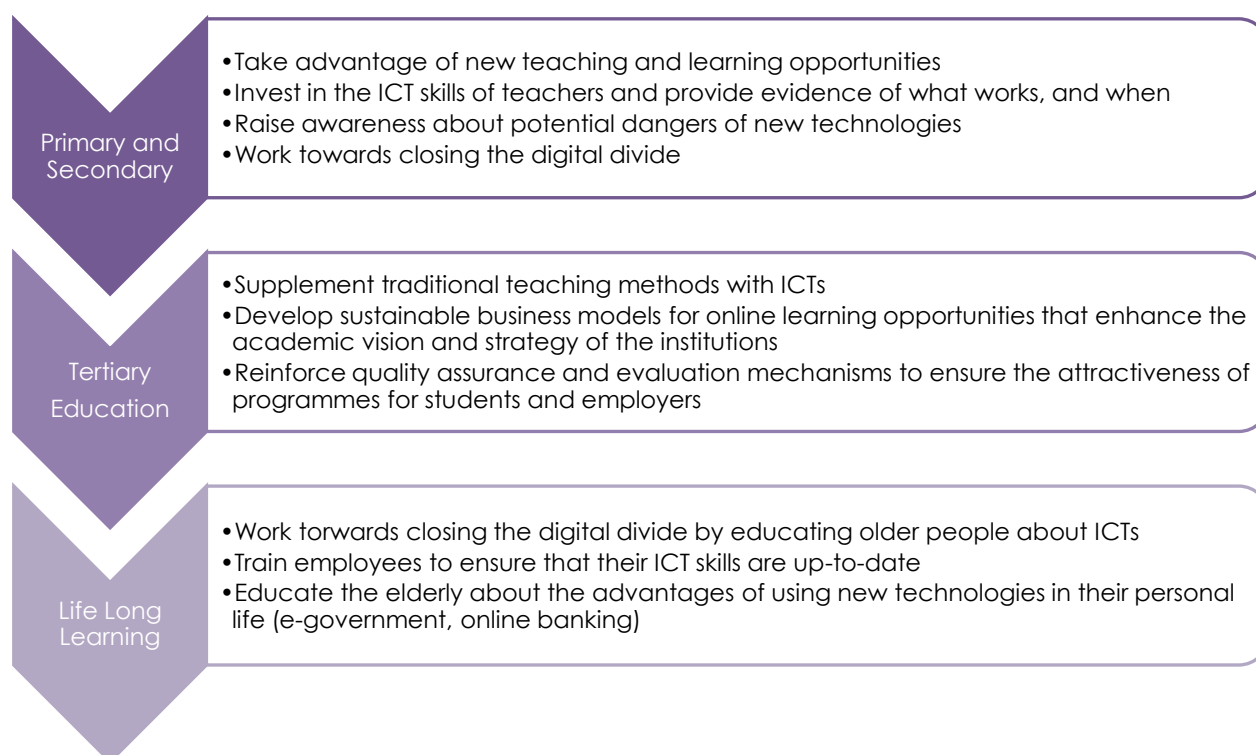 Primary and
Secondary
•Take advantage of new teaching and learning opportunities
•Invest in the ICT skills of teachers and provide evidence of what works, and when
•Raise awareness about potential dangers of new technologies
•Work towards closing the digital divide
Tertiary
Education
•Supplement traditional teaching methods with ICTs
•Develop sustainable business models for online learning opportunities that enhance the
academic vision and strategy of the institutions
•Reinforce quality assurance and evaluation mechanisms to ensure the attractiveness of
programmes for students and employers
Life Long
Learning
•Work torwards closing the digital divide by educating older people about ICTs
•Train employees to ensure that their ICT skills are up-to-date
•Educate the elderly about the advantages of using new technologies in their personal
life (e-government, online banking)